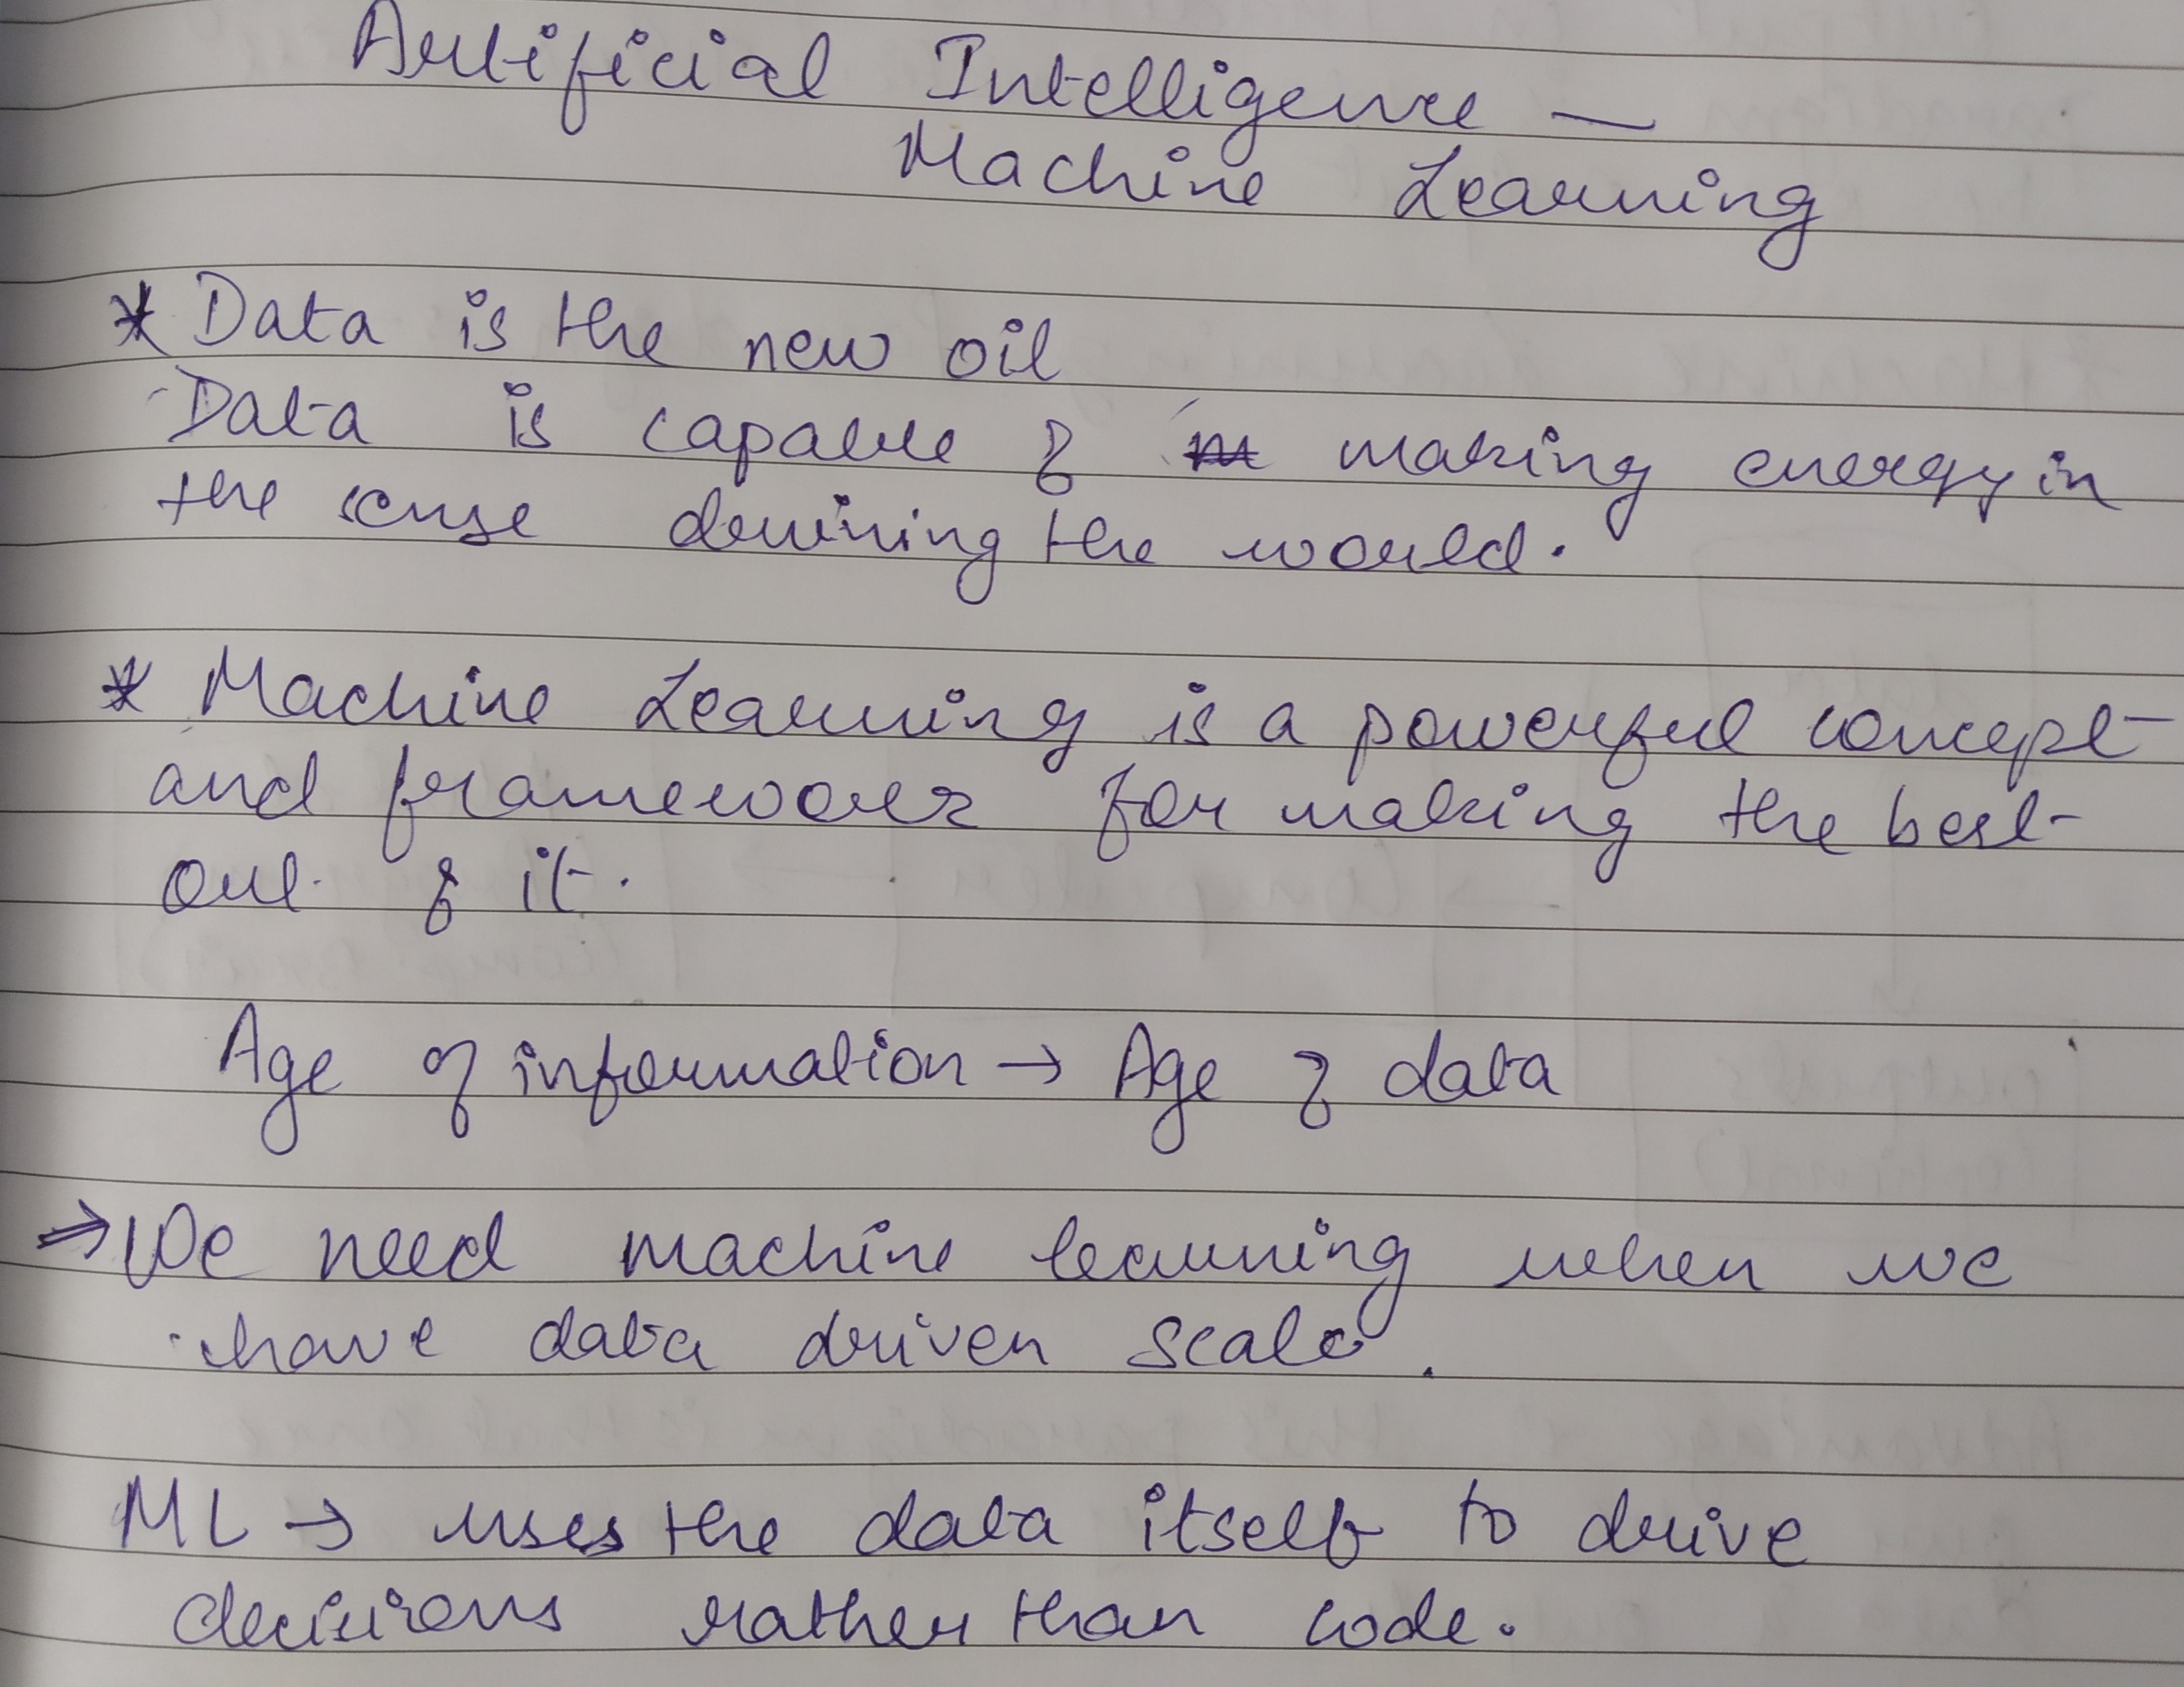 Artificial Intelligence —
Machine Learning
* Data is the new oil
Data is capable of making energy in
the sense driving the world.
* Machine Learning is a powerful concept
and framework for making the best
out of it.
Age of information → Age of data
⇒ We need machine learning when we
have data driven scale.
ML → uses the data itself to drive
decisions rather than code.